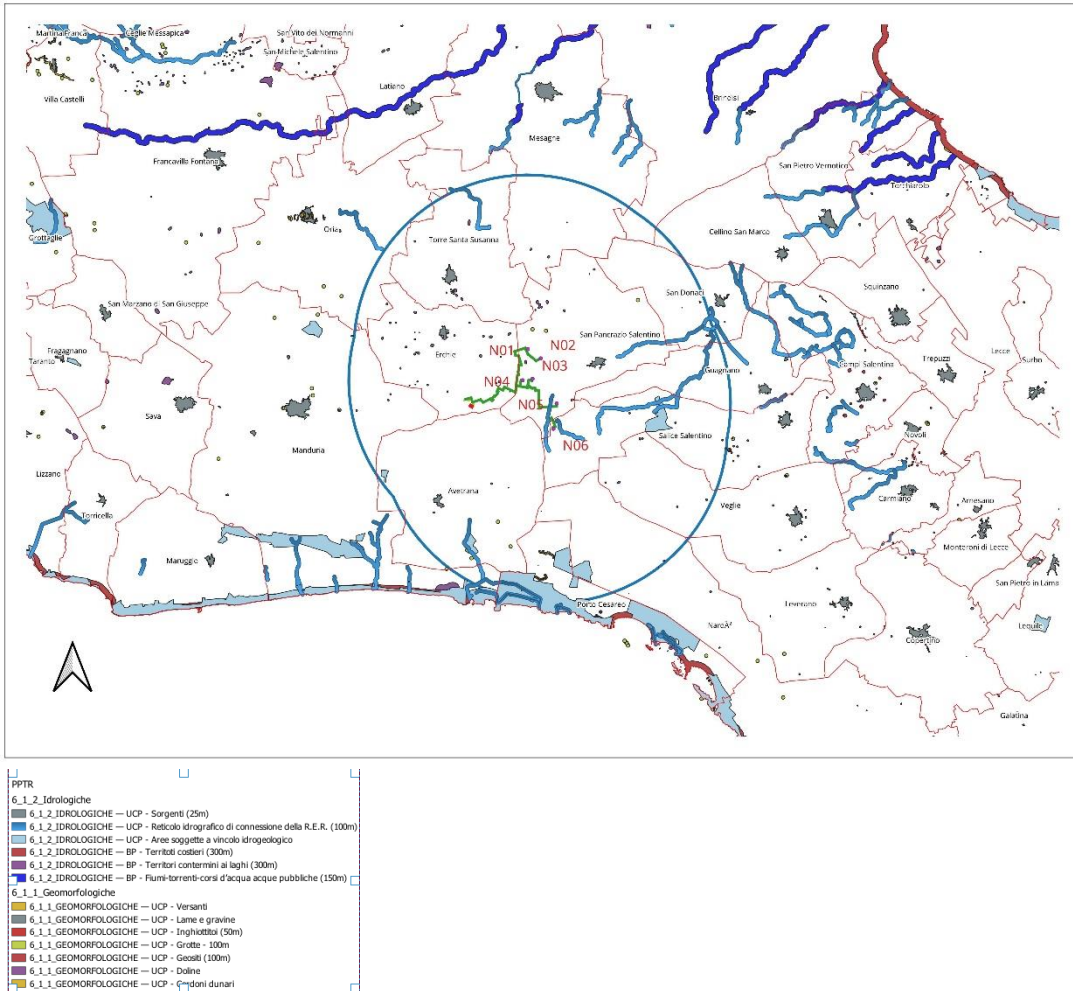 Martina Franca
Ceglie Messapica
San Vito dei Normanni
San Michele Salentino
Villa Castelli
Latiano
Brindisi
Mesagne
Francavilla Fontana
San Pietro Vernotico
Torchiarolo
Grottaglie
Oria
Torre Santa Susanna
Cellino San Marco
San Donaci
Squinzano
San Marzano di San Giuseppe
Fragagnano
Taranto
Erchie
N01
N02
N03
San Pancrazio Salentino
Guagnano
Campi Salentina
Trepuzzi
Lecce
Surbo
N04
N05
N06
Sava
Manduria
Salice Salentino
Novoli
Lizzano
Torricella
Avetrana
Veglie
Carmiano
Arnesano
Monteroni di Lecce
Maruggio
San Pietro in Lama
Porto Cesareo
Leverano
NardÃ²
Copertino
Lequile
Galatina
PPTR
6_1_2_Idrologiche
6_1_2_IDROLOGICHE — UCP - Sorgenti (25m)
6_1_2_IDROLOGICHE — UCP - Reticolo idrografico di connessione della R.E.R. (100m)
6_1_2_IDROLOGICHE — UCP - Aree soggette a vincolo idrogeologico
6_1_2_IDROLOGICHE — BP - Territoti costieri (300m)
6_1_2_IDROLOGICHE — BP - Territori contermini ai laghi (300m)
6_1_2_IDROLOGICHE — BP - Fiumi-torrenti-corsi d'acqua acque pubbliche (150m)
6_1_1_Geomorfologiche
6_1_1_GEOMORFOLOGICHE — UCP - Versanti
6_1_1_GEOMORFOLOGICHE — UCP - Lame e gravine
6_1_1_GEOMORFOLOGICHE — UCP - Inghiottitoi (50m)
6_1_1_GEOMORFOLOGICHE — UCP - Grotte - 100m
6_1_1_GEOMORFOLOGICHE — UCP - Geositi (100m)
6_1_1_GEOMORFOLOGICHE — UCP - Doline
6_1_1_GEOMORFOLOGICHE — UCP - Cordoni dunari